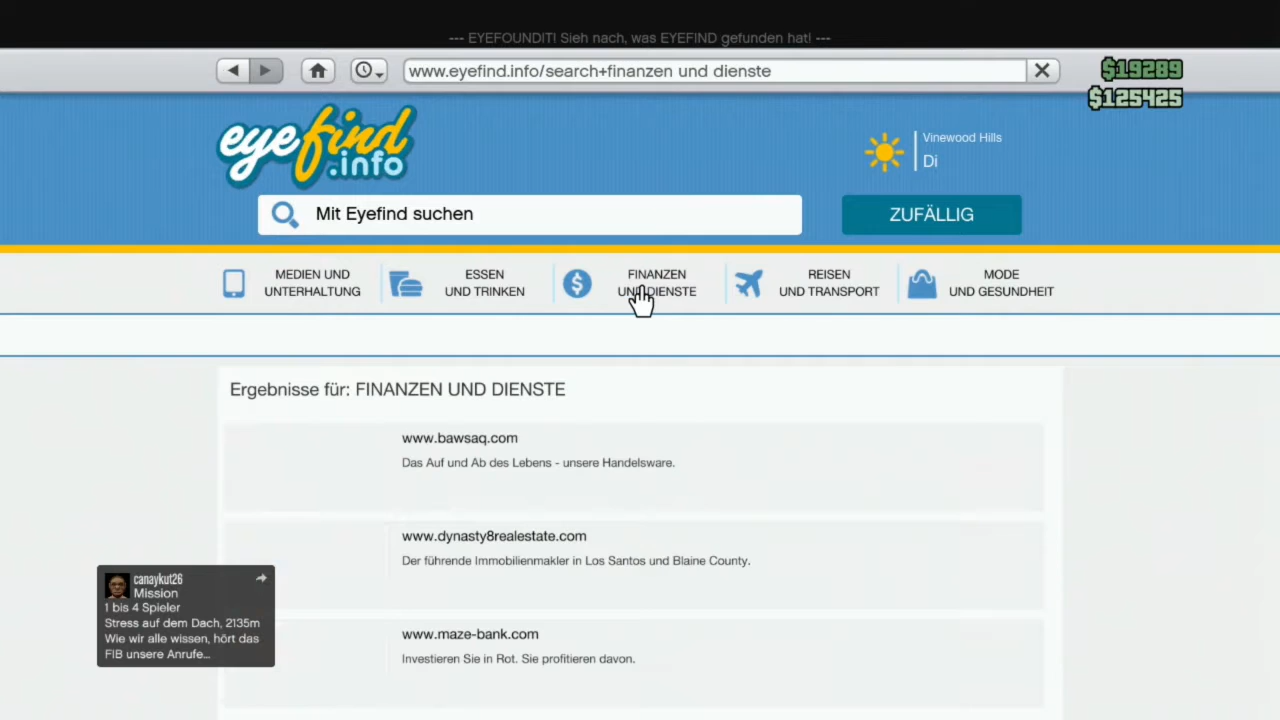 --- EYEFOUNDIT! Sieh nach, was EYEFIND gefunden hat! ---
www.eyefind.info/search+finanzen und dienste
$19289
$125425
eyefind
.info
Vinewood Hills
Di
Mit Eyefind suchen
ZUFÄLLIG
MEDIEN UND
UNTERHALTUNG
ESSEN
UND TRINKEN
FINANZEN
UND DIENSTE
REISEN
UND TRANSPORT
MODE
UND GESUNDHEIT
Ergebnisse für: FINANZEN UND DIENSTE
www.bawsaq.com
Das Auf und Ab des Lebens - unsere Handelsware.
www.dynasty8realestate.com
Der führende Immobilienmakler in Los Santos und Blaine County.
www.maze-bank.com
Investieren Sie in Rot. Sie profitieren davon.
canaykut26
Mission
1 bis 4 Spieler
Stress auf dem Dach, 2135m
Wie wir alle wissen, hört das
FIB unsere Anrufe...